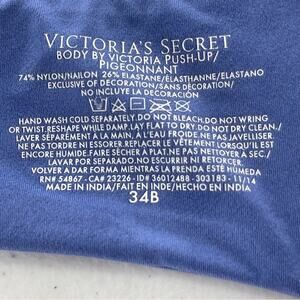 VICTORIA'S SECRET
BODY BY VICTORIA PUSH-UP/
PIGEONNANT
74% NYLON/NAILON 26% ELASTANE/ELASTHANNE/ELASTANO
EXCLUSIVE OF DECORATION/SANS DÉCORATION/
NO INCLUYE LA DECORACIÓN
HAND WASH COLD SEPARATELY.DO NOT BLEACH.DO NOT WRING
OR TWIST.RESHAPE WHILE DAMP.LAY FLAT TO DRY.DO NOT DRY CLEAN./
LAVER SÉPARÉMENT À LA MAIN, À L'EAU FROIDE. NE PAS JAVELLISER.
NE PAS TORDRE NI ESSORER.REPLACER LE VÊTEMENT LORSQU'IL EST
ENCORE HUMIDE.FAIRE SÉCHER À PLAT.NE PAS NETTOYER À SEC./
LAVAR POR SEPARADO.NO ESCURRIR NI RETORCER.
VOLVER A DAR FORMA MIENTRAS LA PRENDA ESTÉ HÚMEDA
MADE IN INDIA/FAIT EN INDE/HECHO EN INDIA
RN# 54867 - CA# 23226 - ID# 36012488 - 303183 - 11/14
34B